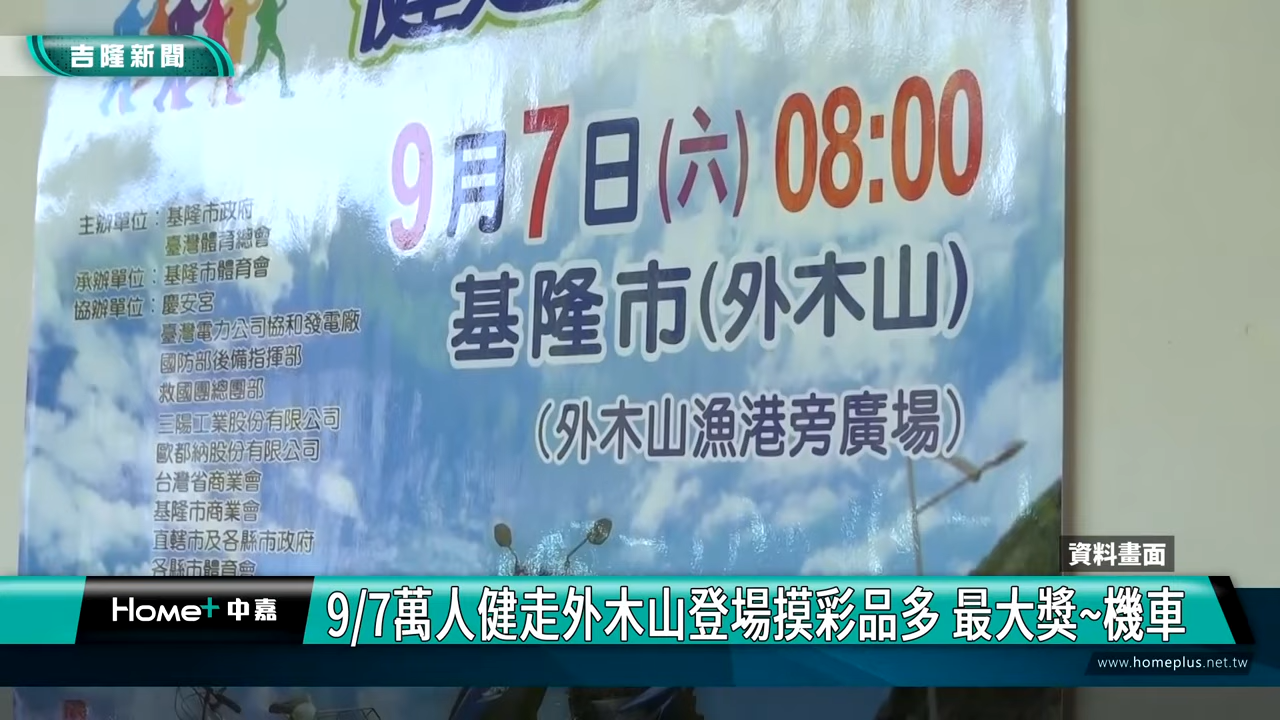 吉隆新聞
9月7日(六) 08:00
基隆市(外木山)
(外木山漁港旁廣場)
主辦單位：基隆市政府
臺灣體育總會
承辦單位：基隆市體育會
協辦單位：慶安宮
臺灣電力公司協和發電廠
國防部後備指揮部
救國團總團部
三陽工業股份有限公司
歐都納股份有限公司
台灣省商業會
基隆市商業會
直轄市及各縣市政府
各縣市體育會
資料畫面
Home+中嘉
9/7萬人健走外木山登場摸彩品多 最大獎~機車
www.homeplus.net.tw